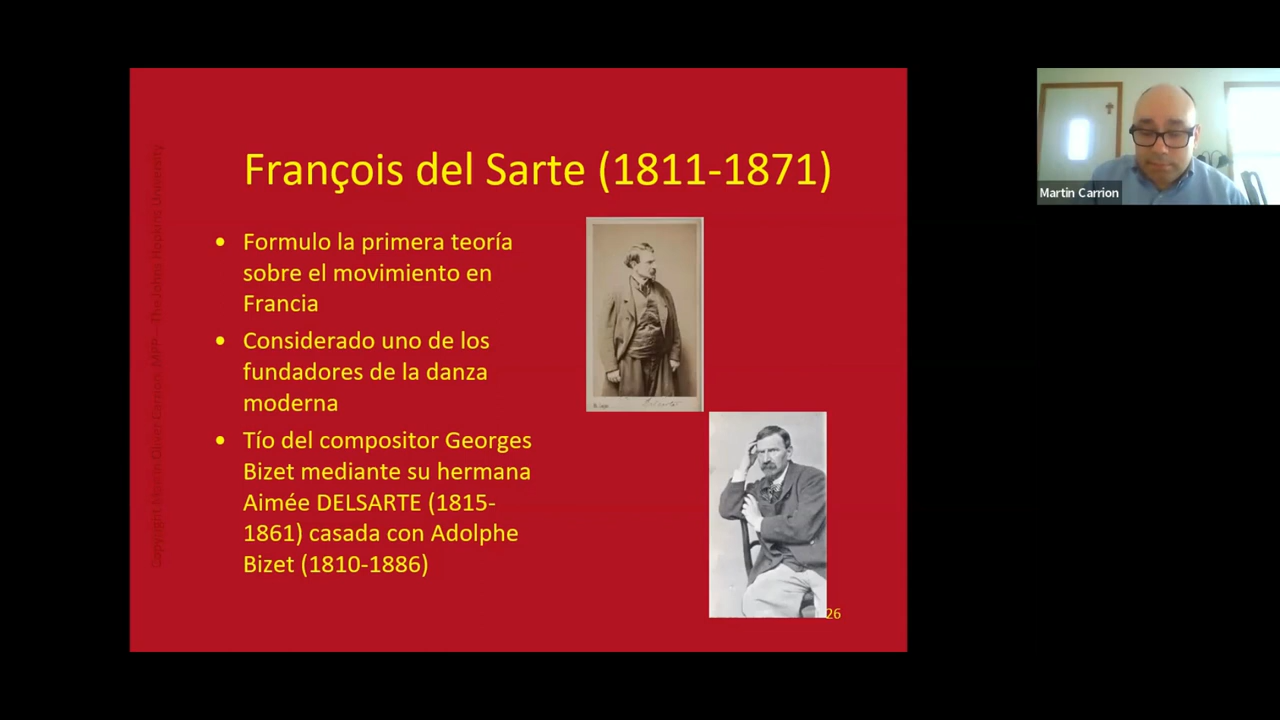 François del Sarte (1811-1871)
• Formulo la primera teoría
sobre el movimiento en
Francia
• Considerado uno de los
fundadores de la danza
moderna
• Tío del compositor Georges
Bizet mediante su hermana
Aimée DELSARTE (1815-
1861) casada con Adolphe
Bizet (1810-1886)
26
Martin Carrion